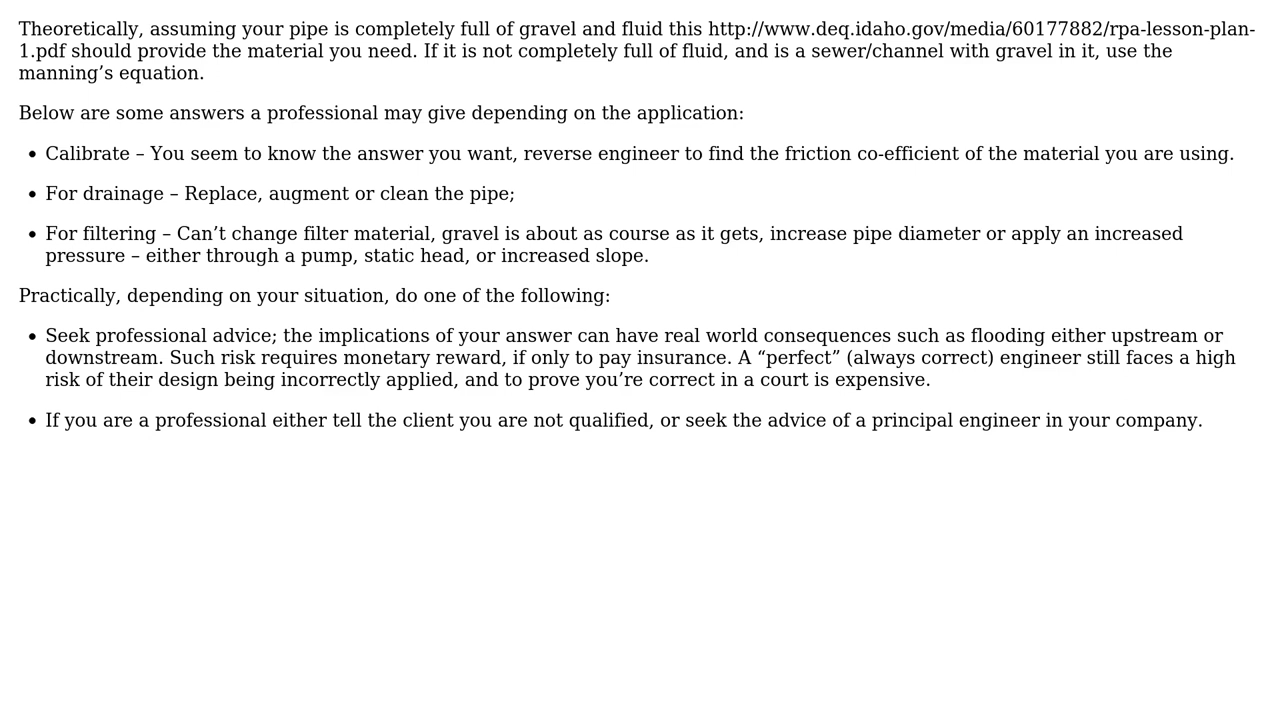 Theoretically, assuming your pipe is completely full of gravel and fluid this http://www.deq.idaho.gov/media/60177882/rpa-lesson-plan-
1.pdf should provide the material you need. If it is not completely full of fluid, and is a sewer/channel with gravel in it, use the
manning’s equation.
Below are some answers a professional may give depending on the application:
• Calibrate – You seem to know the answer you want, reverse engineer to find the friction co-efficient of the material you are using.
• For drainage – Replace, augment or clean the pipe;
• For filtering – Can’t change filter material, gravel is about as course as it gets, increase pipe diameter or apply an increased
pressure – either through a pump, static head, or increased slope.
Practically, depending on your situation, do one of the following:
• Seek professional advice; the implications of your answer can have real world consequences such as flooding either upstream or
downstream. Such risk requires monetary reward, if only to pay insurance. A “perfect” (always correct) engineer still faces a high
risk of their design being incorrectly applied, and to prove you’re correct in a court is expensive.
• If you are a professional either tell the client you are not qualified, or seek the advice of a principal engineer in your company.